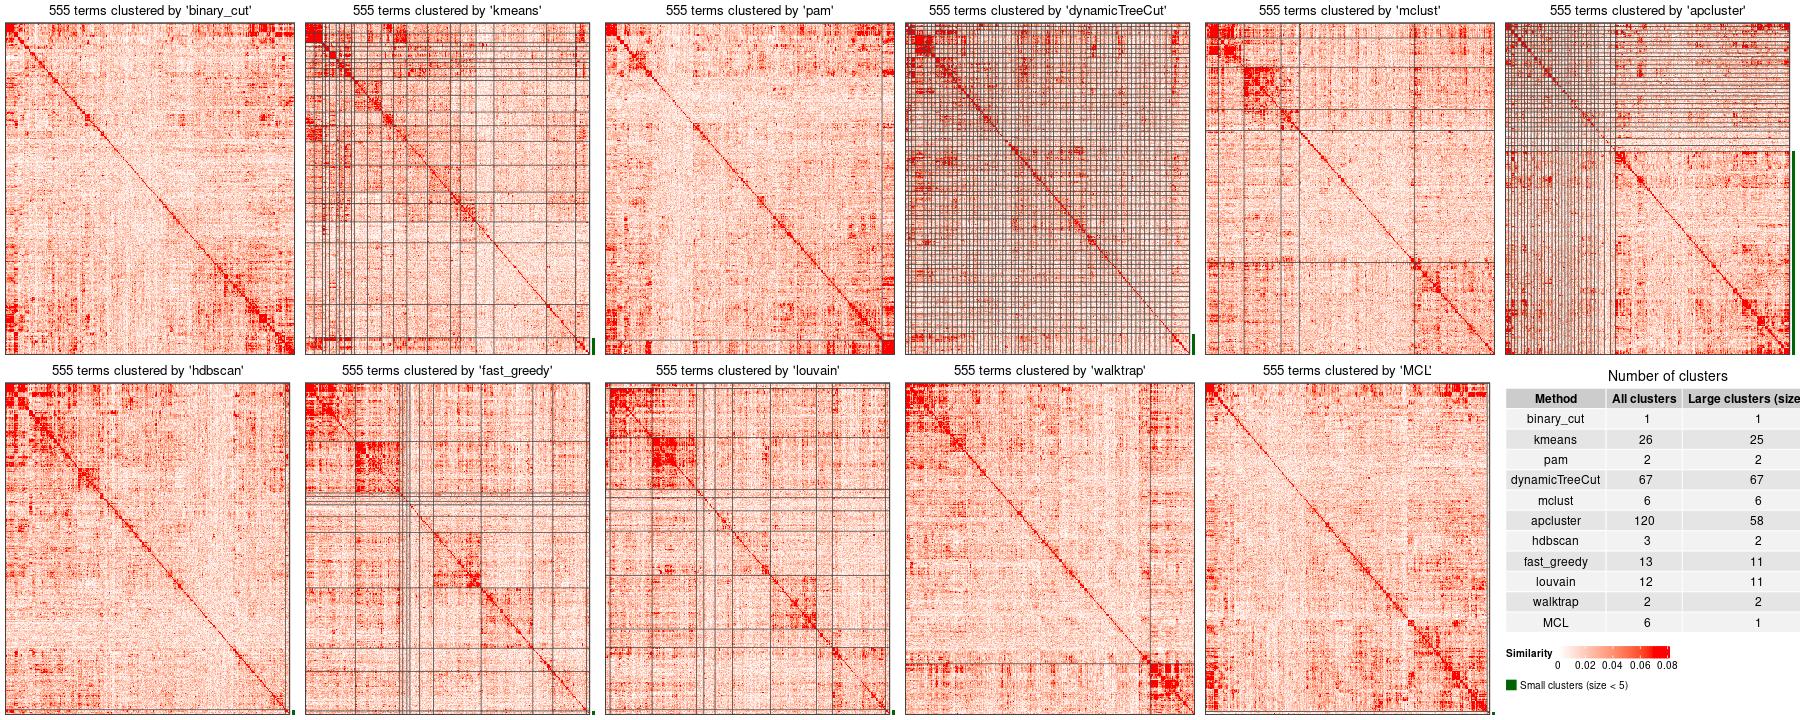 555 terms clustered by 'binary_cut'
555 terms clustered by 'kmeans'
555 terms clustered by 'pam'
555 terms clustered by 'dynamicTreeCut'
555 terms clustered by 'mclust'
555 terms clustered by 'apcluster'
555 terms clustered by 'hdbscan'
555 terms clustered by 'fast_greedy'
555 terms clustered by 'louvain'
555 terms clustered by 'walktrap'
555 terms clustered by 'MCL'
Number of clusters
Method All clusters Large clusters (size
binary_cut 1 1
kmeans 26 25
pam 2 2
dynamicTreeCut 67 67
mclust 6 6
apcluster 120 58
hdbscan 3 2
fast_greedy 13 11
louvain 12 11
walktrap 2 2
MCL 6 1
Similarity
0 0.02 0.04 0.06 0.08
Small clusters (size < 5)